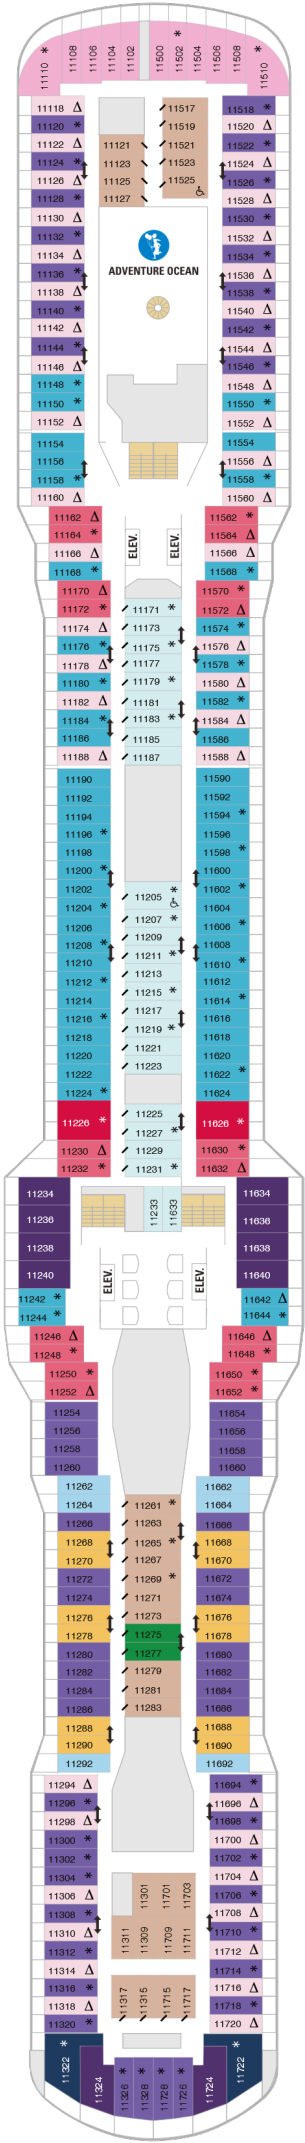 11110 * 11108 11106 11104 11102 11500 11502 * 11504 11506 11508 11510 *
11118 Δ 11517 11518 *
11120 * 11519 11520 Δ
11122 Δ 11121 11521 11522 *
11124 * 11123 11523 11524 Δ
11126 Δ 11125 11525 11526 *
11128 * 11127 11528 Δ
11130 Δ 11530 *
11132 * 11532 Δ
11134 Δ 11534 *
11136 * ADVENTURE OCEAN 11536 Δ
11138 Δ 11538 *
11140 * 11540 Δ
11142 Δ 11542 *
11144 * 11544 Δ
11146 Δ 11546 *
11148 * 11548 Δ
11150 * 11550 *
11152 Δ 11552 Δ
11154 11554
11156 11556 Δ
11158 * 11558 *
11160 Δ 11560 Δ
11162 Δ 11562 *
11164 * ELEV. ELEV. 11564 Δ
11166 Δ 11566 Δ
11168 * 11568 *
11170 Δ 11570 *
11172 * 11171 * 11572 Δ
11174 Δ 11173 11574 *
11176 * 11175 * 11576 Δ
11178 Δ 11177 11578 *
11180 * 11179 * 11580 Δ
11182 Δ 11181 11582 *
11184 * 11183 * 11584 Δ
11186 11185 11586
11188 Δ 11187 11588 Δ
11190 11590
11192 11592
11194 11594 *
11196 * 11596
11198 11598 *
11200 * 11600
11202 11205 * 11602 *
11204 * 11207 * 11604
11206 11209 11606 *
11208 * 11211 * 11608
11210 11213 11610 *
11212 * 11215 * 11612
11214 11217 11614 *
11216 * 11219 * 11616
11218 11221 11618
11220 11223 11620
11222 11622 *
11224 * 11624
11226 * 11225 11626 *
11227 *
11230 Δ 11229 11630 *
11232 * 11231 * 11632 Δ
11234 11233 11633 11634
11236 11636
11238 11638
11240 ELEV. ELEV. 11640
11242 * 11642 Δ
11244 * 11644 *
11246 Δ 11646 Δ
11248 * 11648 *
11250 * 11650 *
11252 Δ 11652 *
11254 11654
11256 11656
11258 11658
11260 11660
11262 11662
11264 11261 * 11664
11266 11263 11666
11268 11265 * 11668
11270 11267 11670
11272 11269 * 11672
11274 11271 11674
11276 11273 11676
11278 11275 11678
11280 11277 11680
11282 11279 11682
11284 11281 11684
11286 11283 11686
11288 11688
11290 11690
11292 11692
11294 Δ 11694 *
11296 * 11696 Δ
11298 Δ 11698 *
11300 * 11700 Δ
11302 * 11702 *
11304 * 11301 11701 11703 11704 Δ
11306 Δ 11706 *
11308 * 11311 11309 11709 11711 11708 Δ
11310 Δ 11710 *
11312 * 11712 Δ
11314 Δ 11714 *
11316 * 11317 11315 11715 11717 11716 Δ
11318 Δ 11718 *
11320 * 11720 Δ
11322 * 11324 11326 * 11328 * 11728 * 11726 * 11724 11722 *